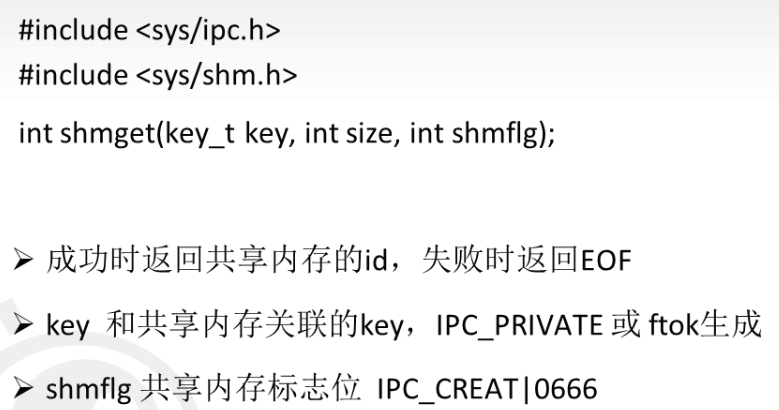 #include <sys/ipc.h>
#include <sys/shm.h>
int shmget(key_t key, int size, int shmflg);
➢ 成功时返回共享内存的id，失败时返回EOF
➢ key 和共享内存关联的key，IPC_PRIVATE 或 ftok生成
➢ shmflg 共享内存标志位 IPC_CREAT|0666